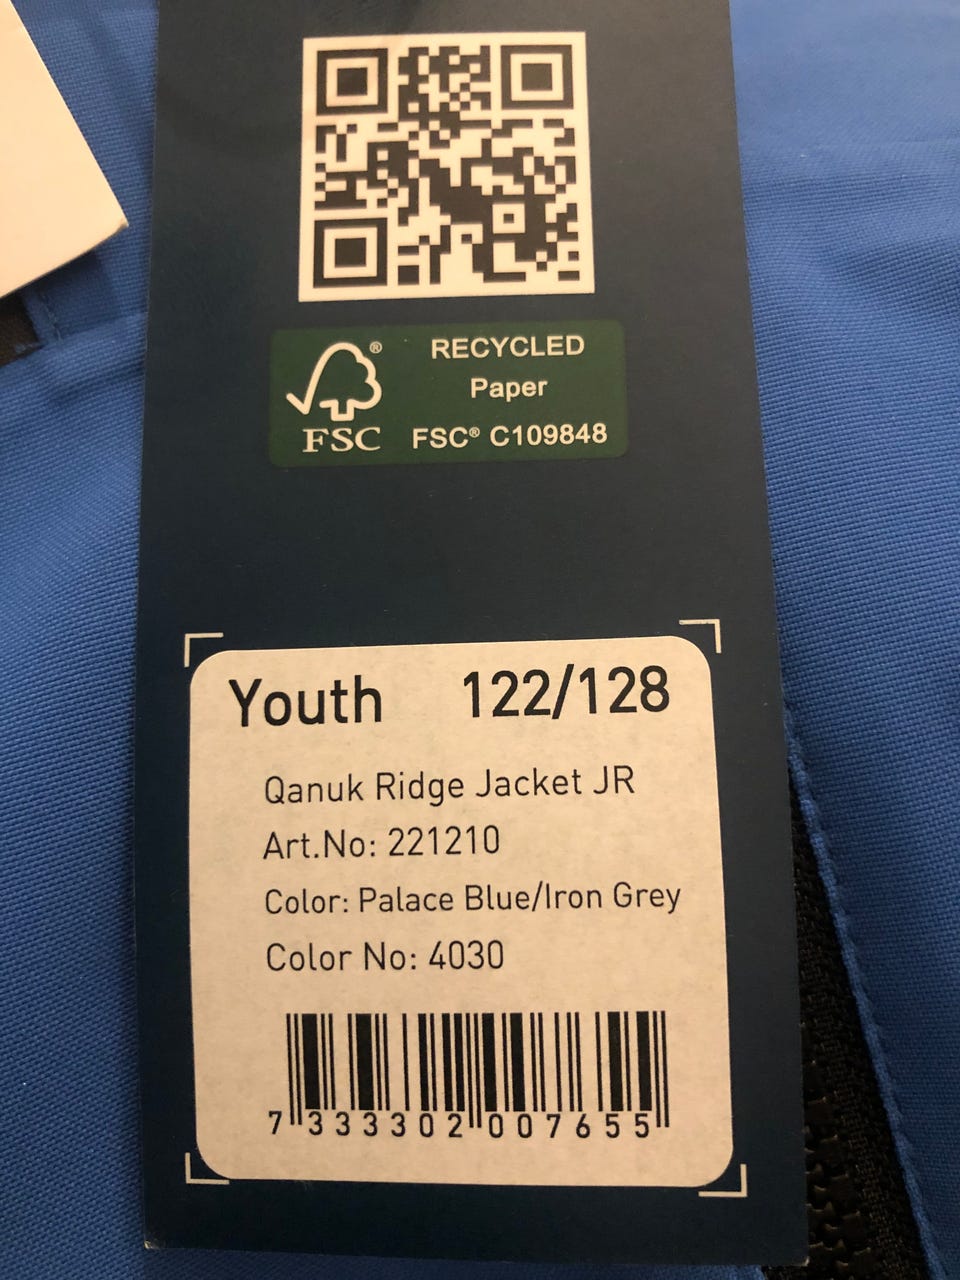 RECYCLED
Paper
FSC® C109848
®
FSC
Youth 122/128
Qanuk Ridge Jacket JR
Art.No: 221210
Color: Palace Blue/Iron Grey
Color No: 4030
7 333302 007655